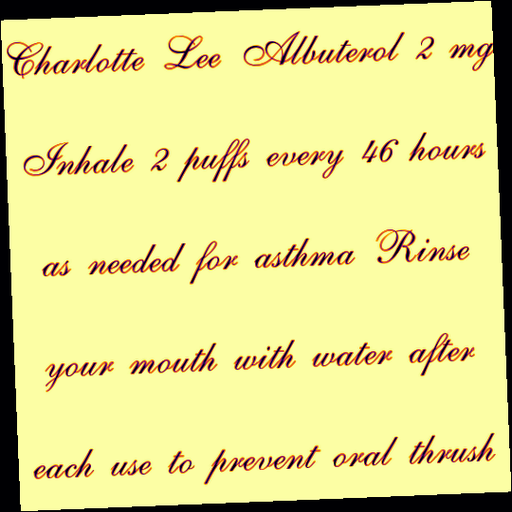 Charlotte Lee Albuterol 2 mg
Inhale 2 puffs every 46 hours
as needed for asthma Rinse
your mouth with water after
each use to prevent oral thrush